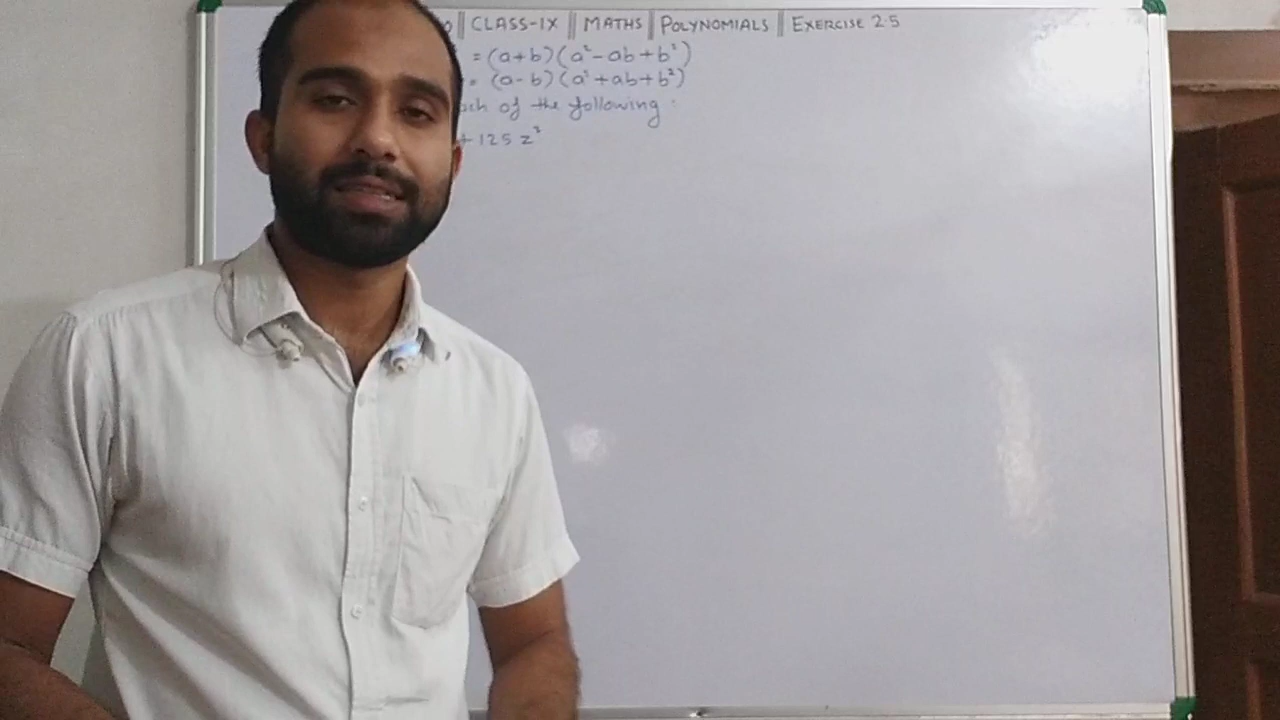 || CLASS-IX || MATHS || POLYNOMIALS || EXERCISE 2.5
= (a+b)(a²-ab+b²)
= (a-b)(a²+ab+b²)
of the following :
+ 125 z³